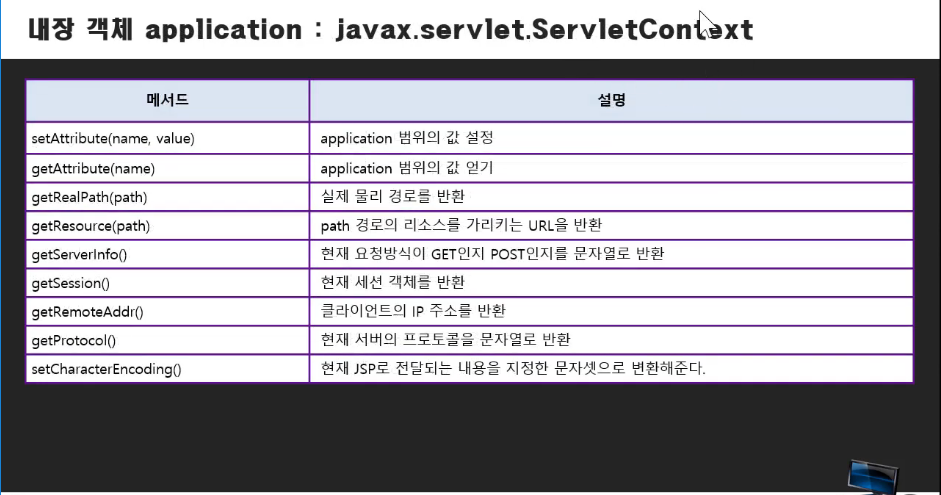 내장 객체 application : javax.servlet.ServletContext
메서드 설명
setAttribute(name, value) application 범위의 값 설정
getAttribute(name) application 범위의 값 얻기
getRealPath(path) 실제 물리 경로를 반환
getResource(path) path 경로의 리소스를 가리키는 URL을 반환
getServerInfo() 현재 요청방식이 GET인지 POST인지를 문자열로 반환
getSession() 현재 세션 객체를 반환
getRemoteAddr() 클라이언트의 IP 주소를 반환
getProtocol() 현재 서버의 프로토콜을 문자열로 반환
setCharacterEncoding() 현재 JSP로 전달되는 내용을 지정한 문자셋으로 변환해준다.